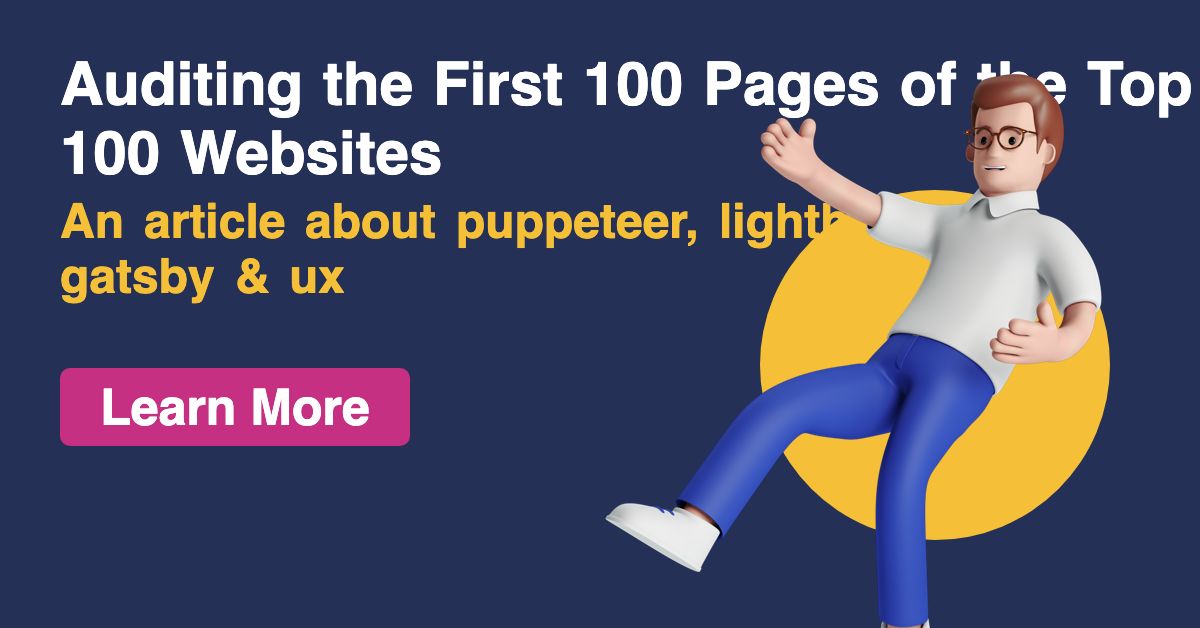 Auditing the First 100 Pages of the Top
100 Websites
An article about puppeteer, lighth
gatsby & ux
Learn More